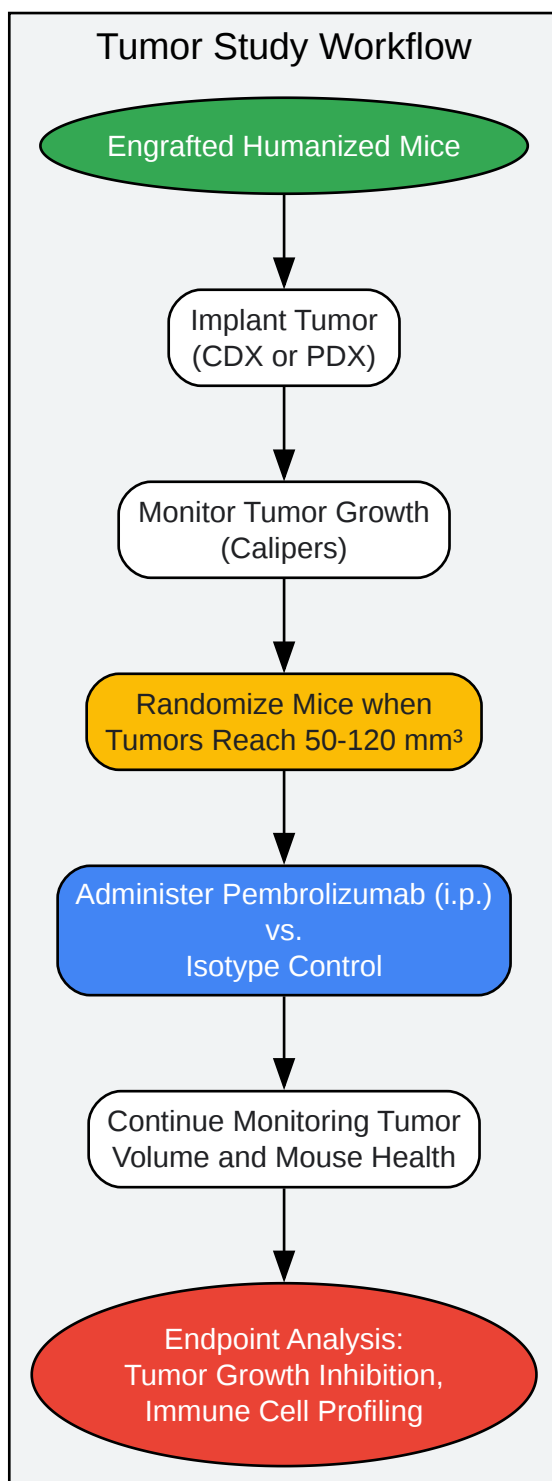 Tumor Study Workflow
Engrafted Humanized Mice
Implant Tumor
(CDX or PDX)
Monitor Tumor Growth
(Calipers)
Randomize Mice when
Tumors Reach 50-120 mm³
Administer Pembrolizumab (i.p.)
vs.
Isotype Control
Continue Monitoring Tumor
Volume and Mouse Health
Endpoint Analysis:
Tumor Growth Inhibition,
Immune Cell Profiling